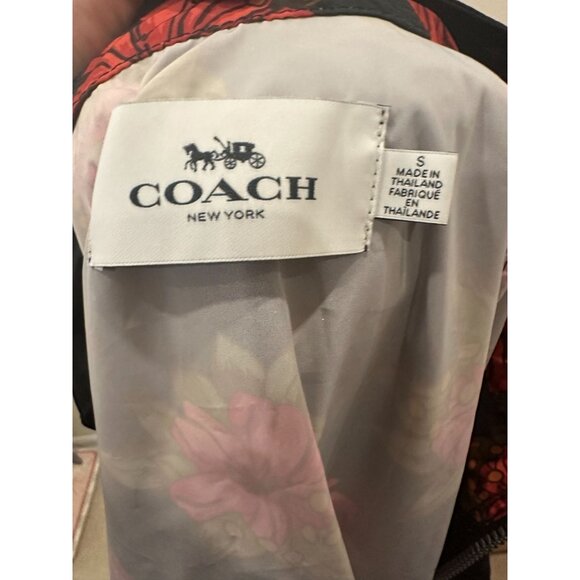 COACH
NEW YORK
S
MADE IN
THAILAND
FABRIQUÉ
EN
THAÏLANDE